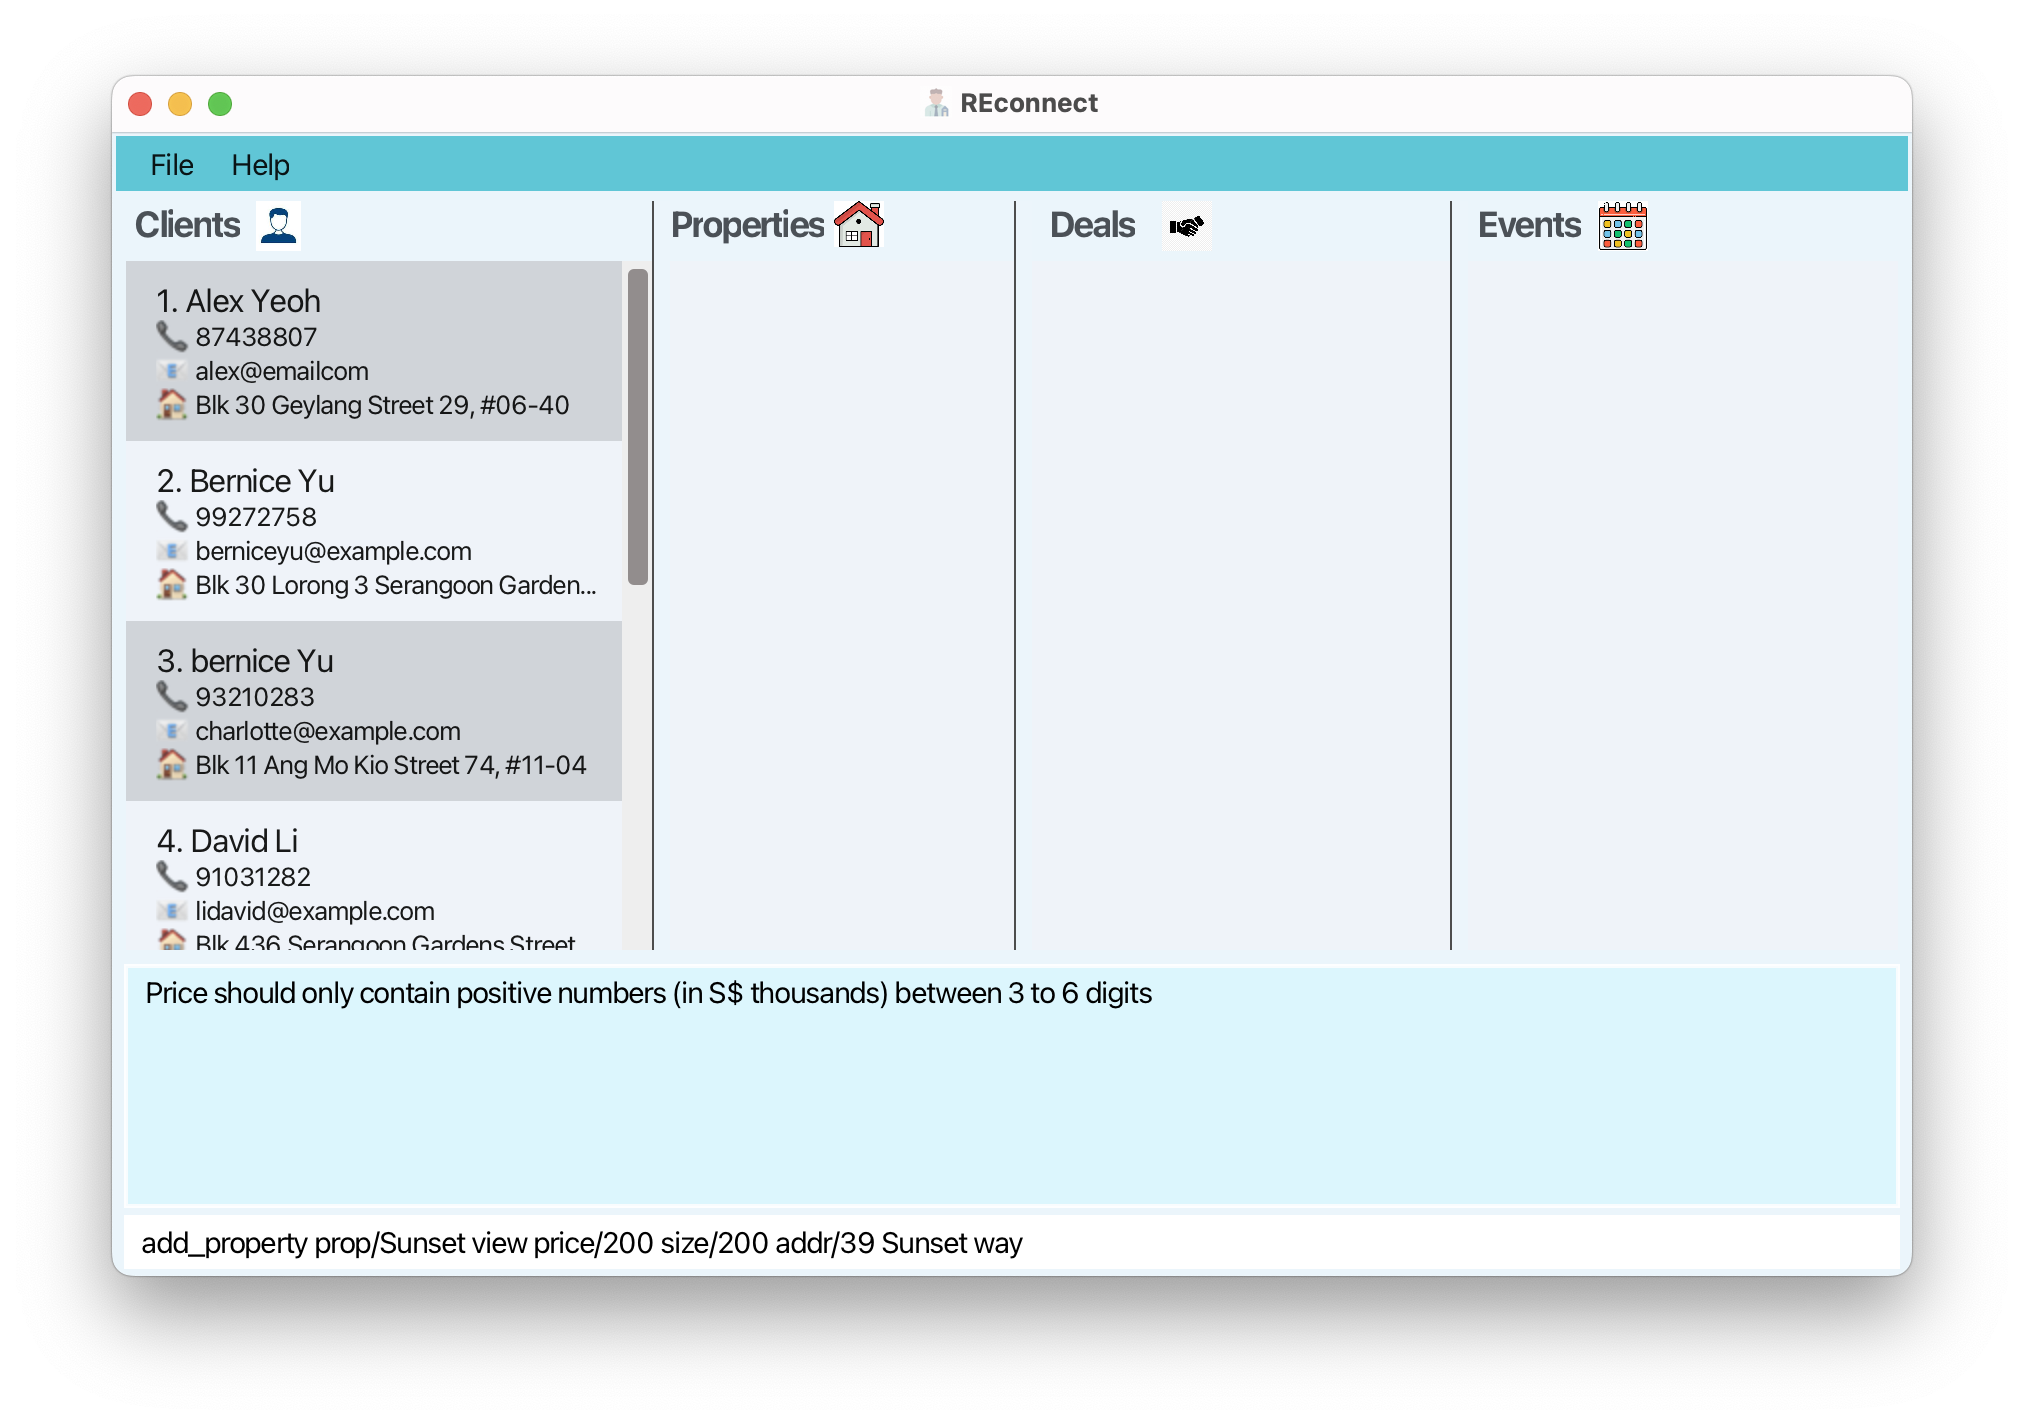 REconnect
File Help
Clients
Properties
Deals
Events
1. Alex Yeoh
87438807
alex@emailcom
Blk 30 Geylang Street 29, #06-40
2. Bernice Yu
99272758
berniceyu@example.com
Blk 30 Lorong 3 Serangoon Garden...
3. bernice Yu
93210283
charlotte@example.com
Blk 11 Ang Mo Kio Street 74, #11-04
4. David Li
91031282
lidavid@example.com
Blk 436 Serangoon Gardens Street
Price should only contain positive numbers (in S$ thousands) between 3 to 6 digits
add_property prop/Sunset view price/200 size/200 addr/39 Sunset way